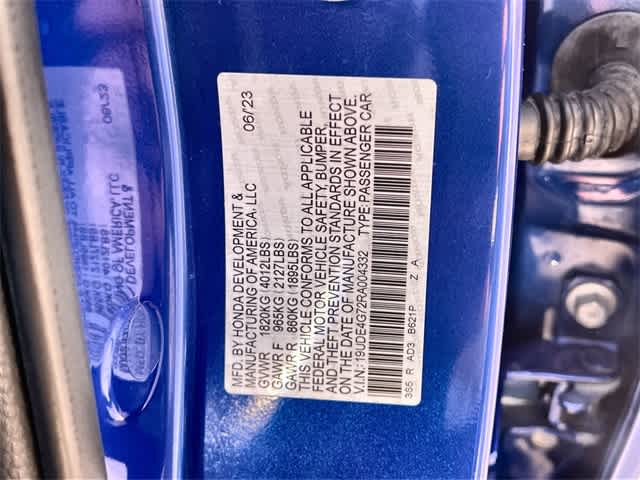 MFD. BY HONDA DEVELOPMENT & 06/23
MANUFACTURING OF AMERICA, LLC
GVWR 1820KG (4012LBS)
GAWR F 965KG (2127LBS)
GAWR R 860KG (1895LBS)
THIS VEHICLE CONFORMS TO ALL APPLICABLE
FEDERAL MOTOR VEHICLE SAFETY, BUMPER,
AND THEFT PREVENTION STANDARDS IN EFFECT
ON THE DATE OF MANUFACTURE SHOWN ABOVE.
V.I.N.:19UDE4G72RA004332 TYPE:PASSENGER CAR
3S5 R AD3 B621P Z A